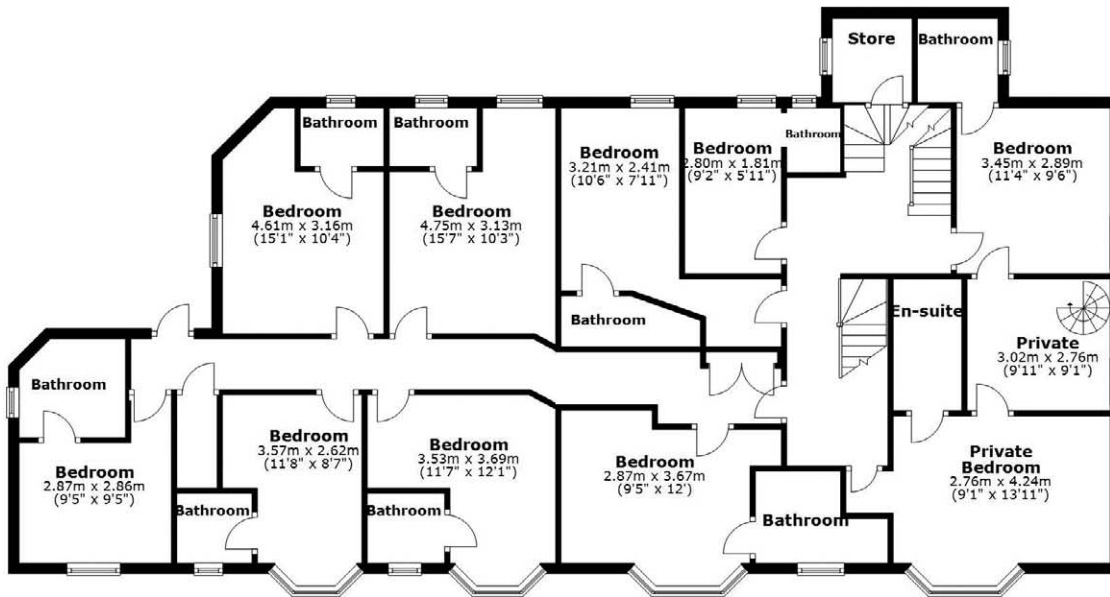 Store
Bathroom
Bathroom
Bathroom
Bathroom
Bedroom
3.21m x 2.41m
(10'6" x 7'11")
Bedroom
2.80m x 1.81m
(9'2" x 5'11")
Bedroom
3.45m x 2.89m
(11'4" x 9'6")
Bedroom
4.61m x 3.16m
(15'1" x 10'4")
Bedroom
4.75m x 3.13m
(15'7" x 10'3")
Bathroom
En-suite
Private
3.02m x 2.76m
(9'11" x 9'1")
Bathroom
Bedroom
2.87m x 2.86m
(9'5" x 9'5")
Bedroom
3.57m x 2.62m
(11'8" x 8'7")
Bedroom
3.53m x 3.69m
(11'7" x 12'1")
Bedroom
2.87m x 3.67m
(9'5" x 12')
Private
Bedroom
2.76m x 4.24m
(9'1" x 13'11")
Bathroom
Bathroom
Bathroom